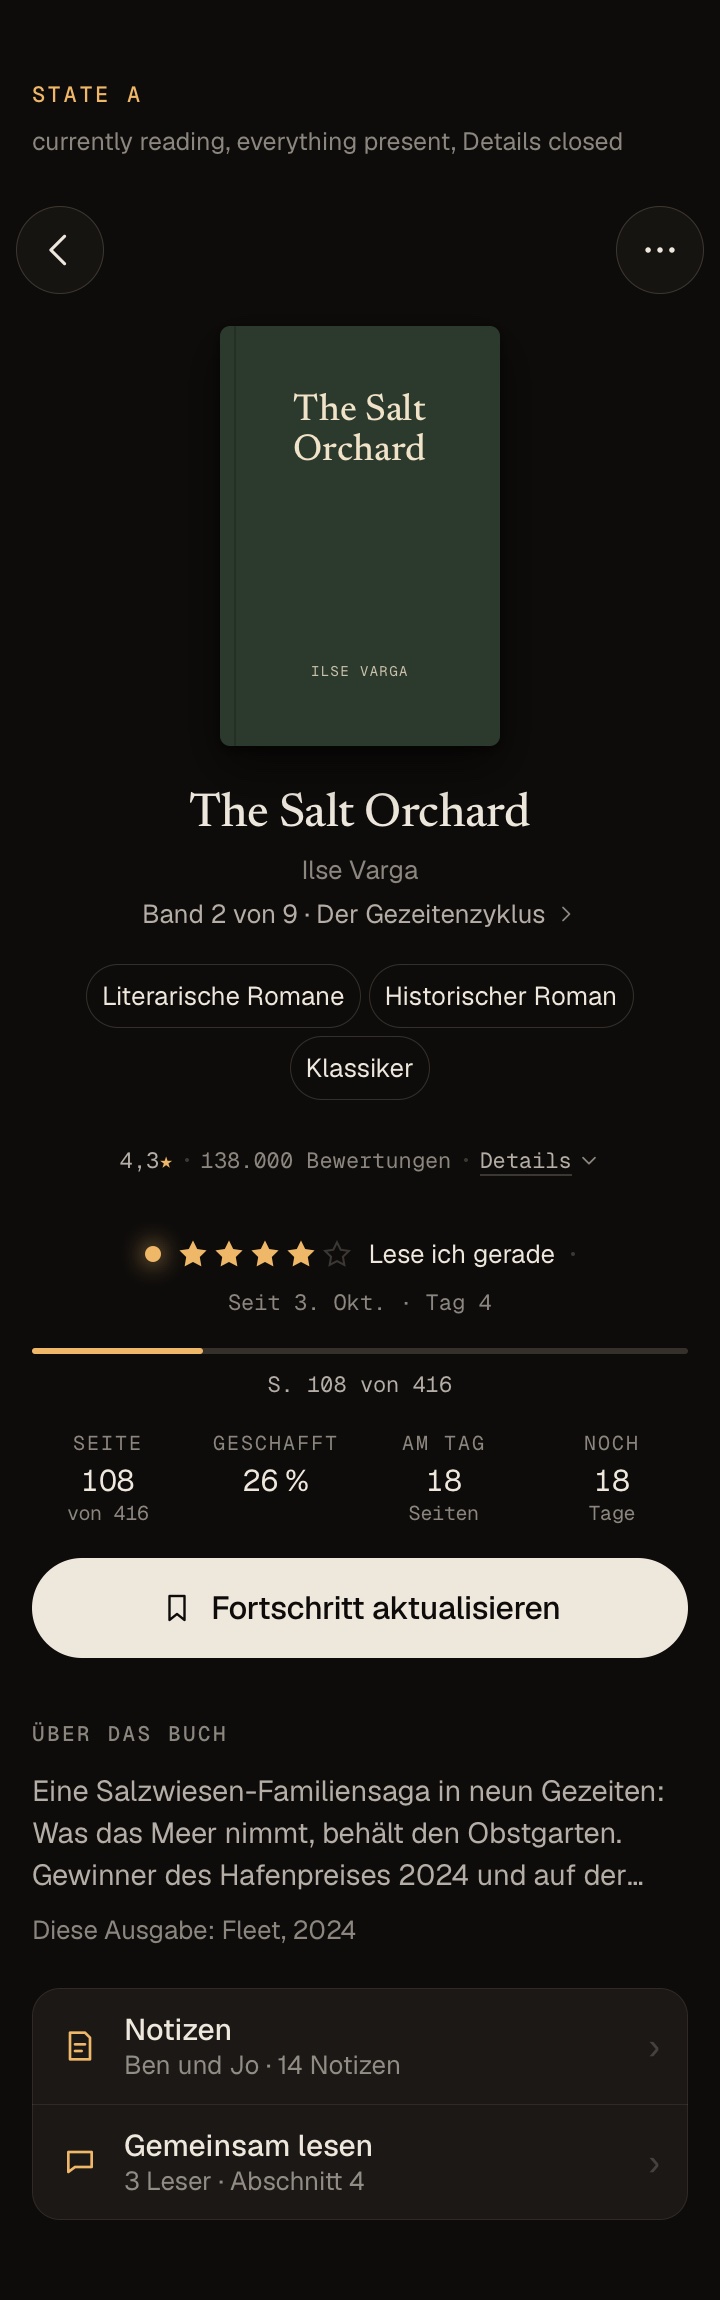 STATE A
currently reading, everything present, Details closed
The Salt
Orchard
ILSE VARGA
The Salt Orchard
Ilse Varga
Band 2 von 9 · Der Gezeitenzyklus
Literarische Romane
Historischer Roman
Klassiker
4,3★ · 138.000 Bewertungen · Details
Lese ich gerade ·
Seit 3. Okt. · Tag 4
S. 108 von 416
SEITE GESCHAFFT AM TAG NOCH
108 26 % 18 18
von 416 Seiten Tage
Fortschritt aktualisieren
ÜBER DAS BUCH
Eine Salzwiesen-Familiensaga in neun Gezeiten:
Was das Meer nimmt, behält den Obstgarten.
Gewinner des Hafenpreises 2024 und auf der…
Diese Ausgabe: Fleet, 2024
Notizen
Ben und Jo · 14 Notizen
Gemeinsam lesen
3 Leser · Abschnitt 4